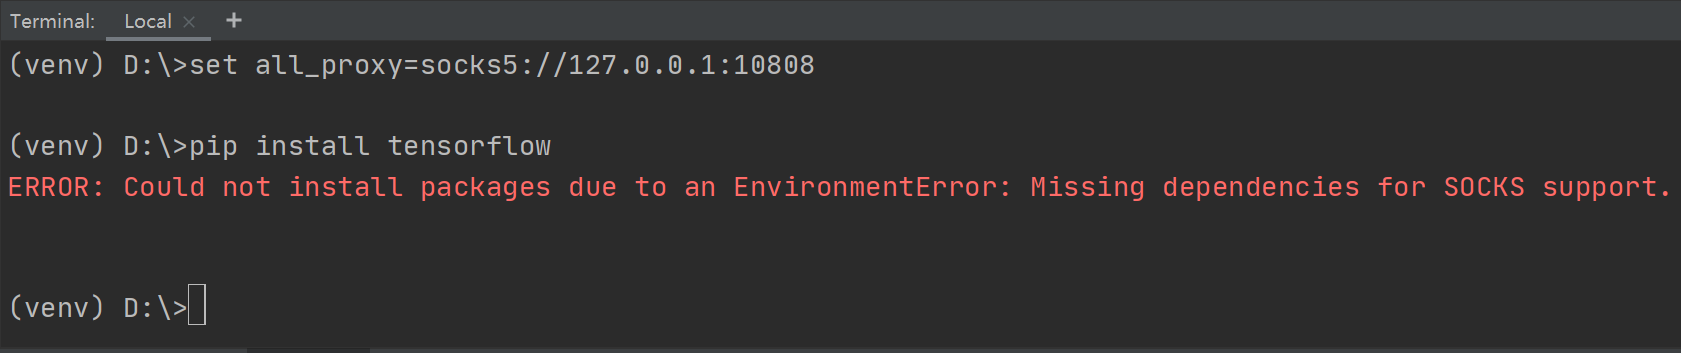 Terminal: Local × +
(venv) D:\>set all_proxy=socks5://127.0.0.1:10808
(venv) D:\>pip install tensorflow
ERROR: Could not install packages due to an EnvironmentError: Missing dependencies for SOCKS support.
(venv) D:\>